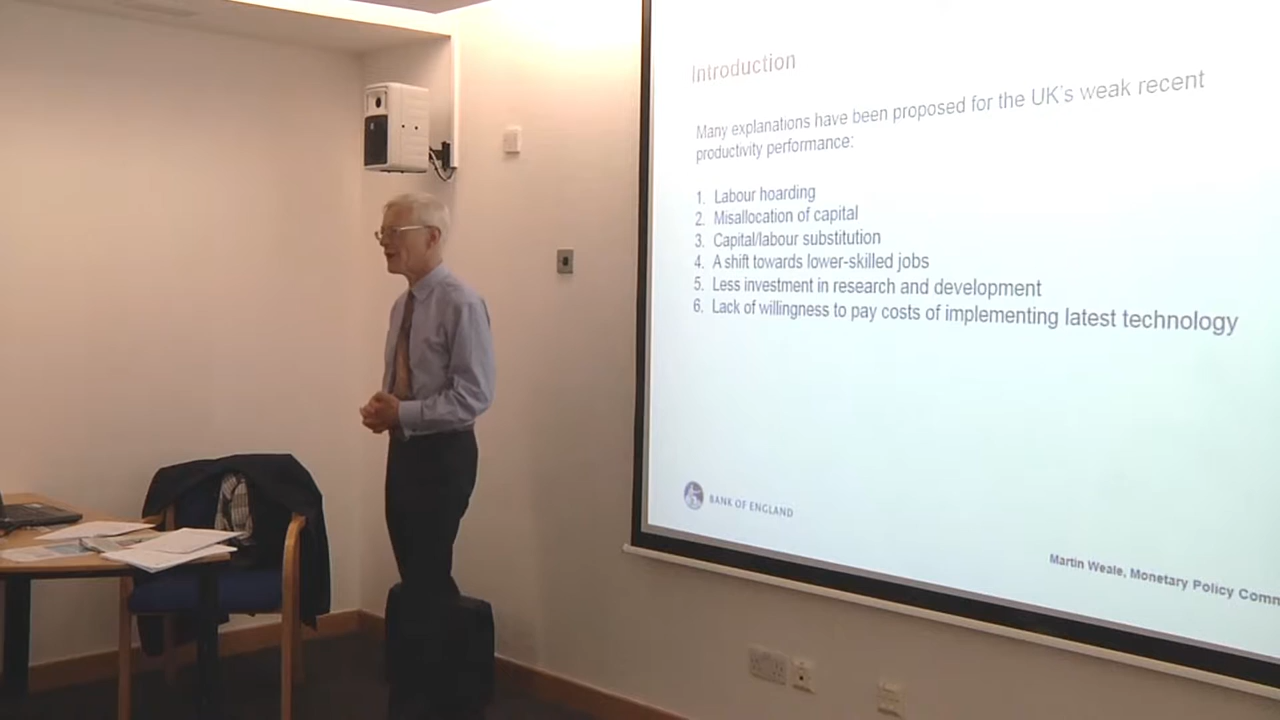 Introduction
Many explanations have been proposed for the UK's weak recent
productivity performance:
1. Labour hoarding
2. Misallocation of capital
3. Capital/labour substitution
4. A shift towards lower-skilled jobs
5. Less investment in research and development
6. Lack of willingness to pay costs of implementing latest technology
BANK OF ENGLAND
Martin Weale, Monetary Policy Comm